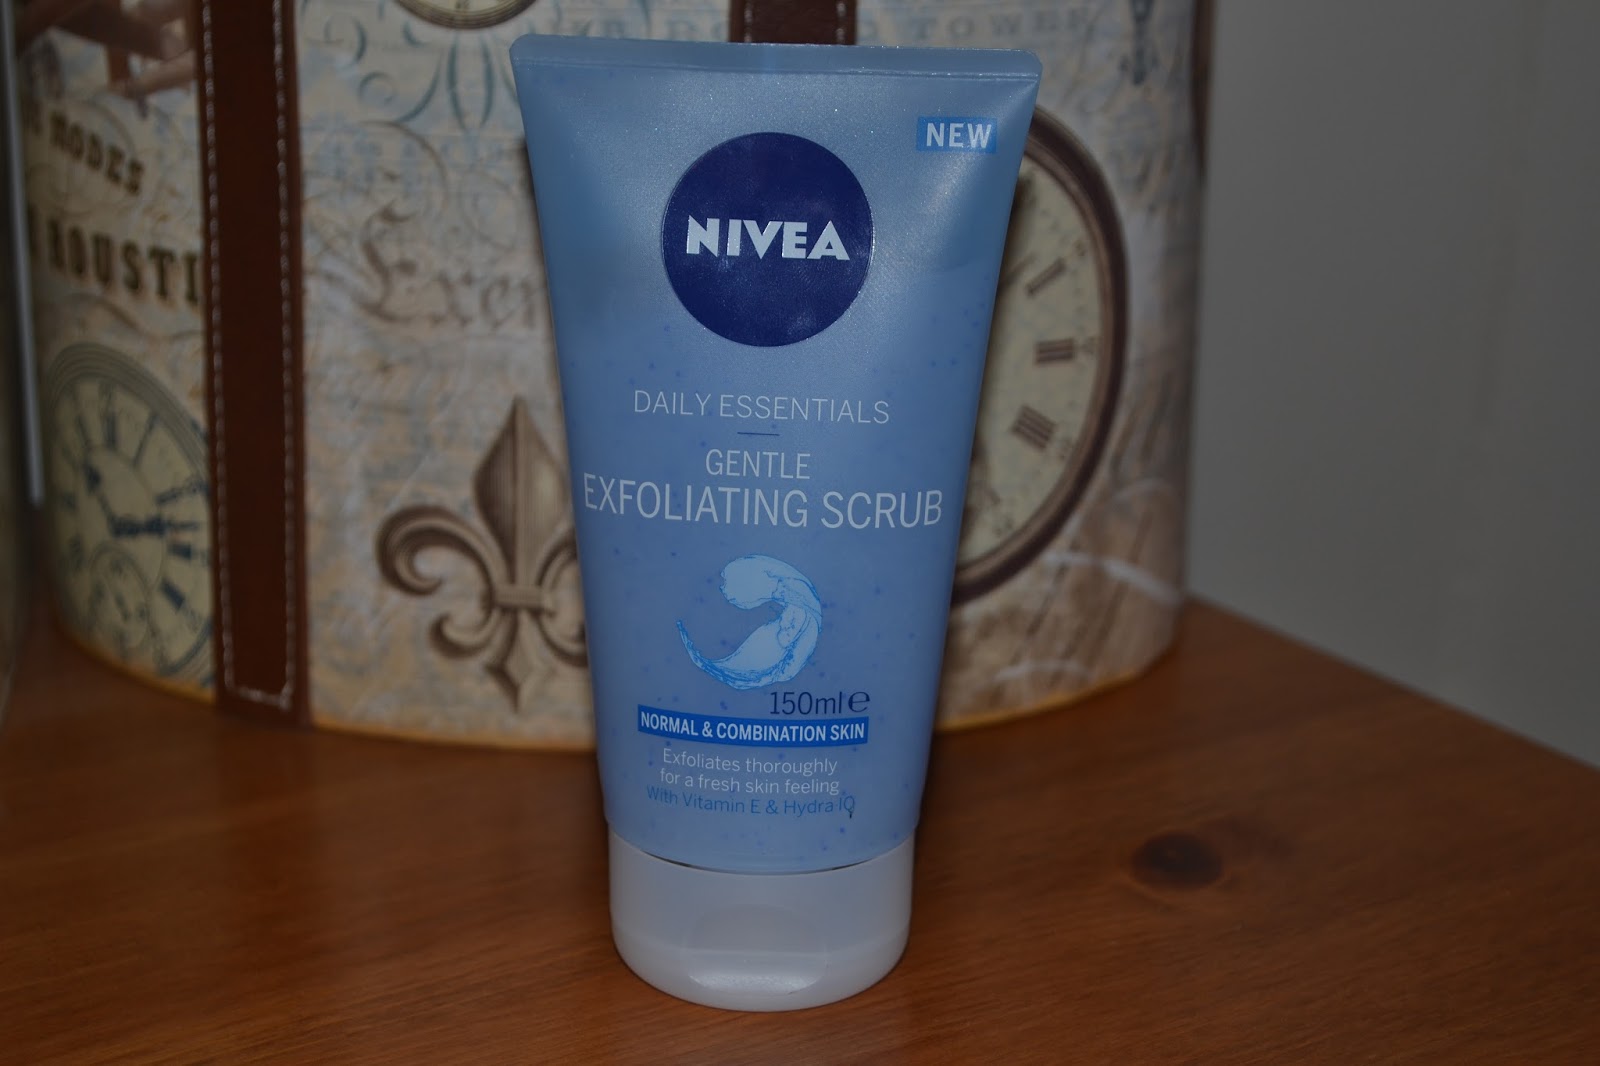 NEW
NIVEA
DAILY ESSENTIALS
GENTLE
EXFOLIATING SCRUB
150ml e
NORMAL & COMBINATION SKIN
Exfoliates thoroughly
for a fresh skin feeling
With Vitamin E & Hydra IQ
MODES